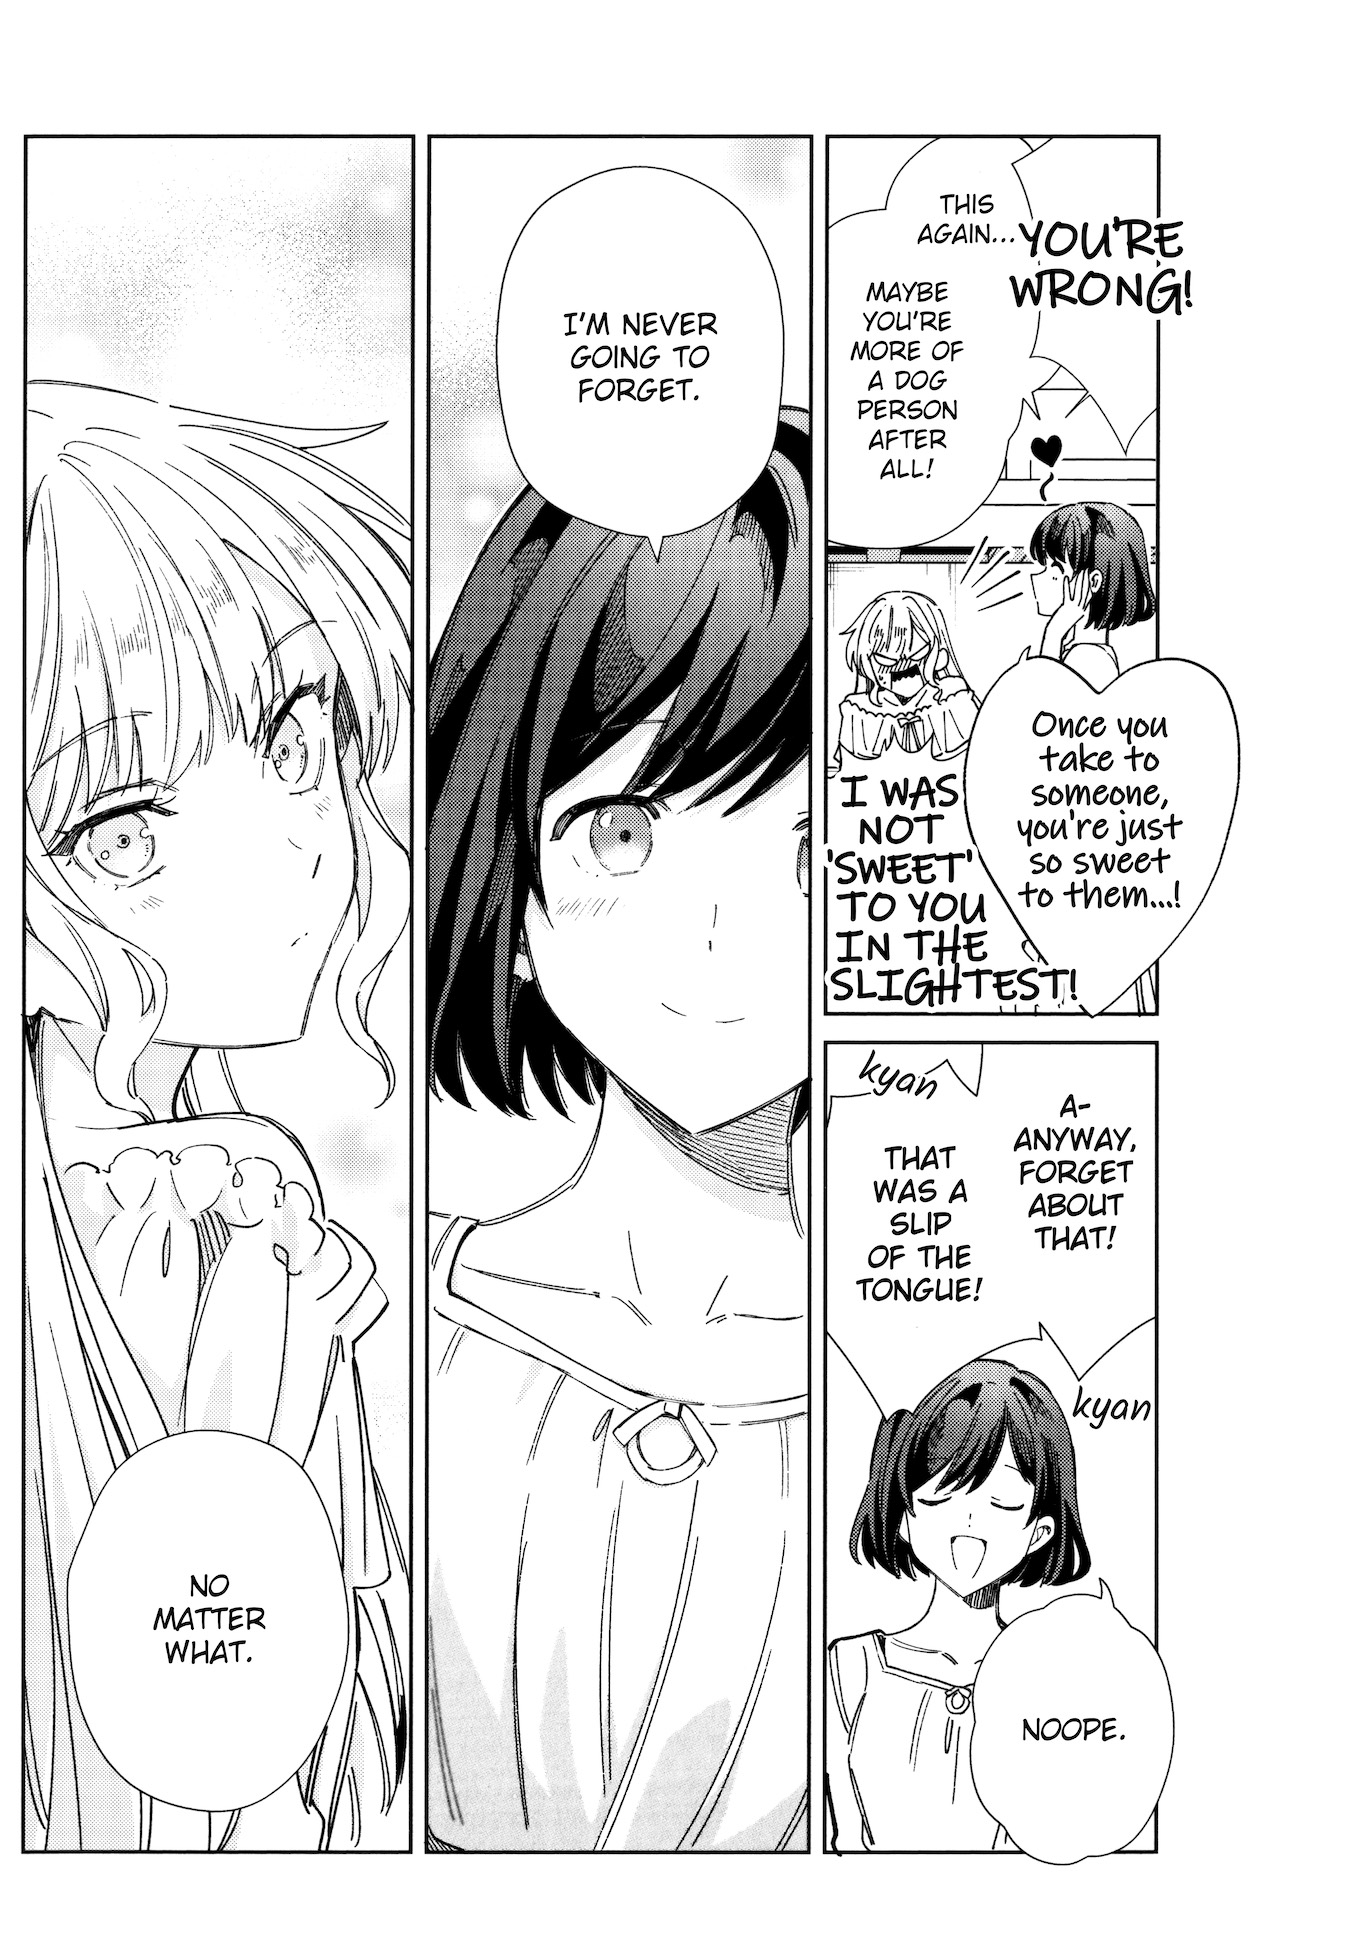 YOU'RE
WRONG!
THIS
AGAIN...
MAYBE
YOU'RE
MORE OF
A DOG
PERSON
AFTER
ALL!
Once you
take to
someone,
you're just
so sweet
to them...!
I WAS
NOT
'SWEET'
TO YOU
IN THE
SLIGHTEST!
A-
ANYWAY,
FORGET
ABOUT
THAT!
kyan
THAT
WAS A
SLIP
OF THE
TONGUE!
kyan
NOOPE.
I'M NEVER
GOING TO
FORGET.
NO
MATTER
WHAT.